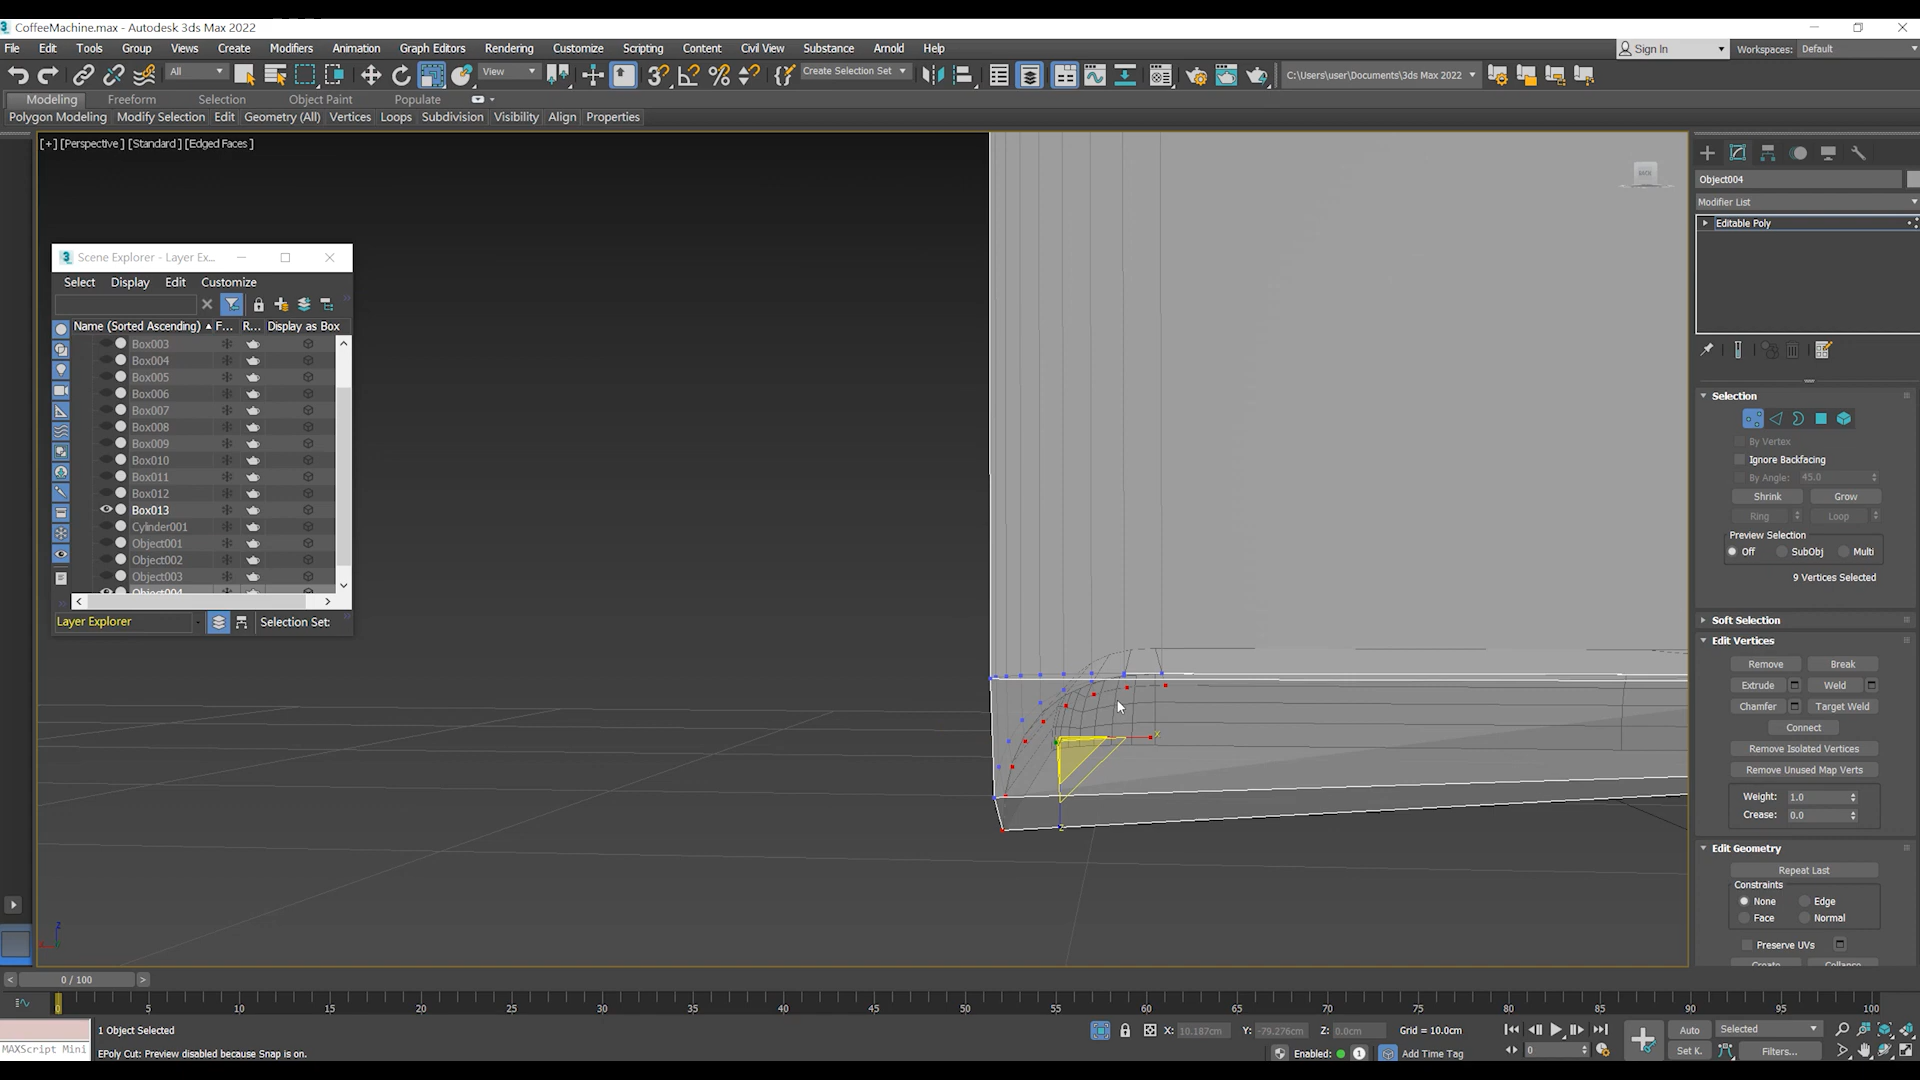 CoffeeMachine.max - Autodesk 3ds Max 2022
File Edit Tools Group Views Create Modifiers Animation Graph Editors Rendering Customize Scripting Content Civil View Substance Arnold Help
Sign In Workspaces: Default
All View Create Selection Set C:\Users\user\Documents\3ds Max 2022
Modeling Freeform Selection Object Paint Populate
Polygon Modeling Modify Selection Edit Geometry (All) Vertices Loops Subdivision Visibility Align Properties
[+] [Perspective ] [Standard ] [Edged Faces ]
BACK
Object004
Modifier List
Editable Poly
Scene Explorer - Layer Ex...
Select Display Edit Customize
Name (Sorted Ascending) F... R... Display as Box
Box003
Box004
Box005
Box006
Box007
Box008
Box009
Box010
Box011
Box012
Box013
Cylinder001
Object001
Object002
Object003
Object004
Layer Explorer Selection Set:
Selection
By Vertex
Ignore Backfacing
By Angle: 45.0
Shrink Grow
Ring Loop
Preview Selection
Off SubObj Multi
9 Vertices Selected
Soft Selection
Edit Vertices
Remove Break
Extrude Weld
Chamfer Target Weld
Connect
Remove Isolated Vertices
Remove Unused Map Verts
Weight: 1.0
Crease: 0.0
Edit Geometry
Repeat Last
Constraints
None Edge
Face Normal
Preserve UVs
Create Collapse
z
0 / 100
0 5 10 15 20 25 30 35 40 45 50 55 60 65 70 75 80 85 90 95 100
1 Object Selected X: 10.187cm Y: -79.276cm Z: 0.0cm Grid = 10.0cm Auto Selected
MAXScript Mini EPoly Cut: Preview disabled because Snap is on. Enabled: 1 Add Time Tag 0 Set K. Filters...